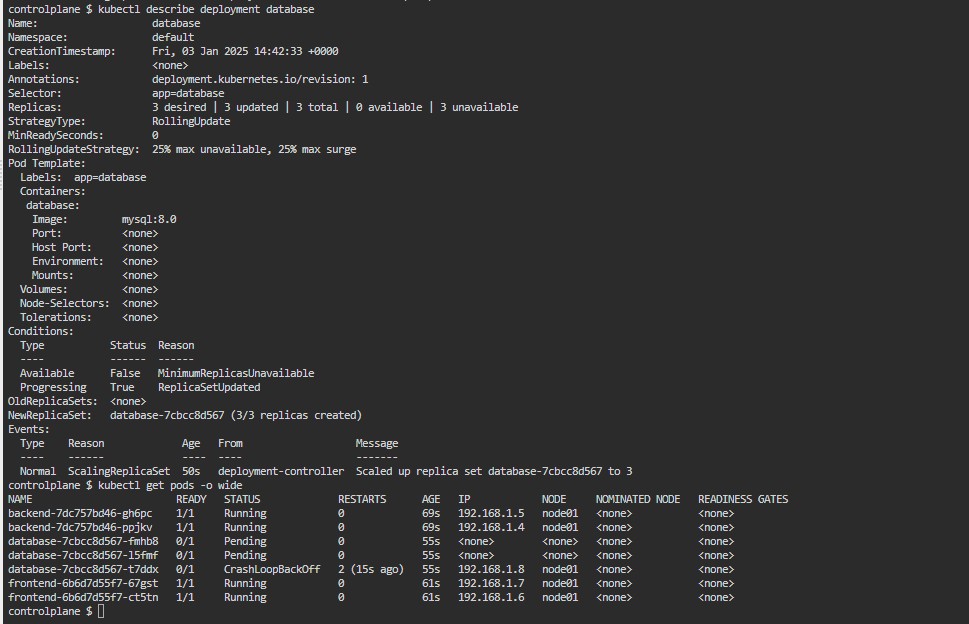 controlplane $ kubectl describe deployment database
Name:                   database
Namespace:              default
CreationTimestamp:      Fri, 03 Jan 2025 14:42:33 +0000
Labels:                 <none>
Annotations:            deployment.kubernetes.io/revision: 1
Selector:               app=database
Replicas:               3 desired | 3 updated | 3 total | 0 available | 3 unavailable
StrategyType:           RollingUpdate
MinReadySeconds:        0
RollingUpdateStrategy:  25% max unavailable, 25% max surge
Pod Template:
  Labels:  app=database
  Containers:
   database:
    Image:         mysql:8.0
    Port:          <none>
    Host Port:     <none>
    Environment:   <none>
    Mounts:        <none>
  Volumes:         <none>
  Node-Selectors:  <none>
  Tolerations:     <none>
Conditions:
  Type           Status  Reason
  ----           ------  ------
  Available      False   MinimumReplicasUnavailable
  Progressing    True    ReplicaSetUpdated
OldReplicaSets:  <none>
NewReplicaSet:   database-7cbcc8d567 (3/3 replicas created)
Events:
  Type    Reason             Age   From                   Message
  ----    ------             ----  ----                   -------
  Normal  ScalingReplicaSet  50s   deployment-controller  Scaled up replica set database-7cbcc8d567 to 3
controlplane $ kubectl get pods -o wide
NAME                        READY   STATUS             RESTARTS      AGE   IP            NODE     NOMINATED NODE   READINESS GATES
backend-7dc757bd46-gh6pc    1/1     Running            0             69s   192.168.1.5   node01   <none>           <none>
backend-7dc757bd46-ppjkv    1/1     Running            0             69s   192.168.1.4   node01   <none>           <none>
database-7cbcc8d567-fmhb8   0/1     Pending            0             55s   <none>        <none>   <none>           <none>
database-7cbcc8d567-l5fmf   0/1     Pending            0             55s   <none>        <none>   <none>           <none>
database-7cbcc8d567-t7ddx   0/1     CrashLoopBackOff   2 (15s ago)   55s   192.168.1.8   node01   <none>           <none>
frontend-6b6d7d55f7-67gst   1/1     Running            0             61s   192.168.1.7   node01   <none>           <none>
frontend-6b6d7d55f7-ct5tn   1/1     Running            0             61s   192.168.1.6   node01   <none>           <none>
controlplane $